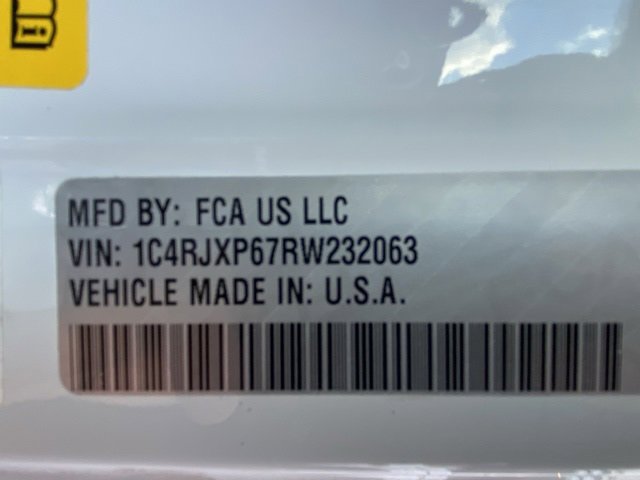 MFD BY: FCA US LLC
VIN: 1C4RJXP67RW232063
VEHICLE MADE IN: U.S.A.